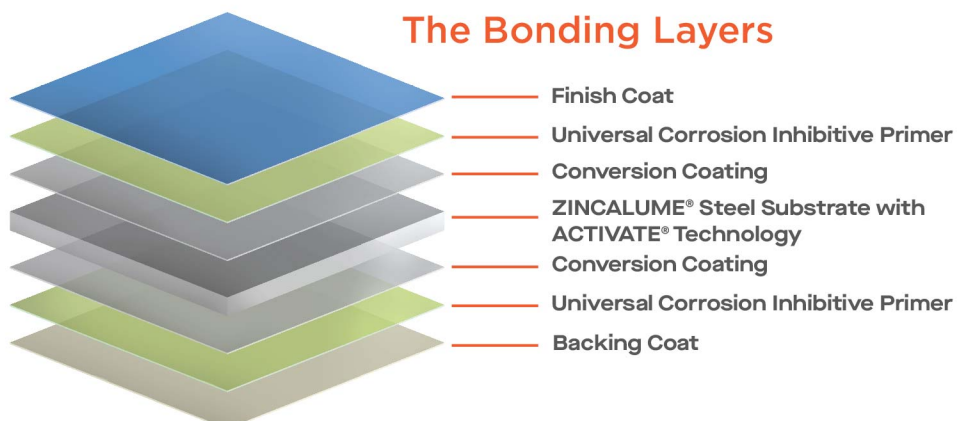 The Bonding Layers
Finish Coat
Universal Corrosion Inhibitive Primer
Conversion Coating
ZINCALUME® Steel Substrate with
ACTIVATE® Technology
Conversion Coating
Universal Corrosion Inhibitive Primer
Backing Coat